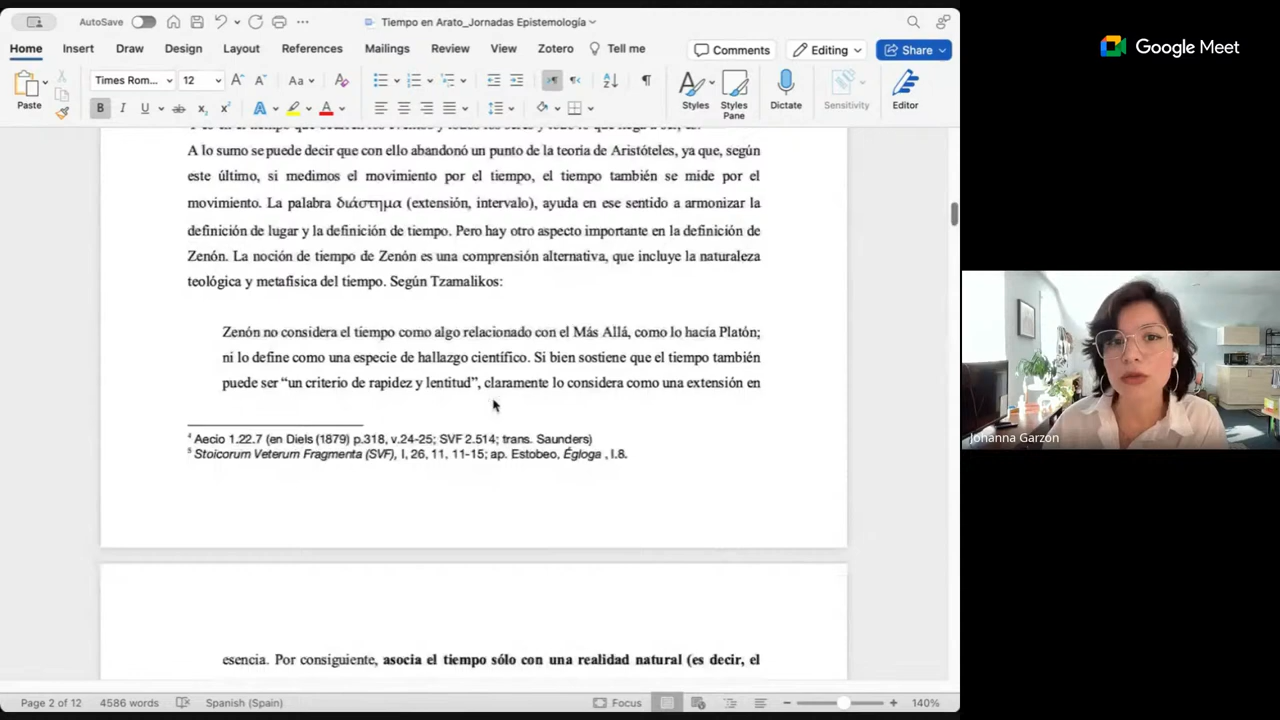 AutoSave
Tiempo en Arato_Jornadas Epistemología
Home Insert Draw Design Layout References Mailings Review View Zotero Tell me
Comments Editing Share
Paste
Times Rom... 12
Aa
Styles Styles Pane Dictate Sensitivity Editor
A lo sumo se puede decir que con ello abandonó un punto de la teoría de Aristóteles, ya que, según
este último, si medimos el movimiento por el tiempo, el tiempo también se mide por el
movimiento. La palabra διάστημα (extensión, intervalo), ayuda en ese sentido a armonizar la
definición de lugar y la definición de tiempo. Pero hay otro aspecto importante en la definición de
Zenón. La noción de tiempo de Zenón es una comprensión alternativa, que incluye la naturaleza
teológica y metafísica del tiempo. Según Tzamalikos:
Zenón no considera el tiempo como algo relacionado con el Más Allá, como lo hacía Platón;
ni lo define como una especie de hallazgo científico. Si bien sostiene que el tiempo también
puede ser “un criterio de rapidez y lentitud”, claramente lo considera como una extensión en
4 Aecio 1.22.7 (en Diels (1879) p.318, v.24-25; SVF 2.514; trans. Saunders)
5 Stoicorum Veterum Fragmenta (SVF), I, 26, 11, 11-15; ap. Estobeo, Égloga , I.8.
esencia. Por consiguiente, asocia el tiempo sólo con una realidad natural (es decir, el
Page 2 of 12 4586 words Spanish (Spain) Focus 140%
Google Meet
Johanna Garzon